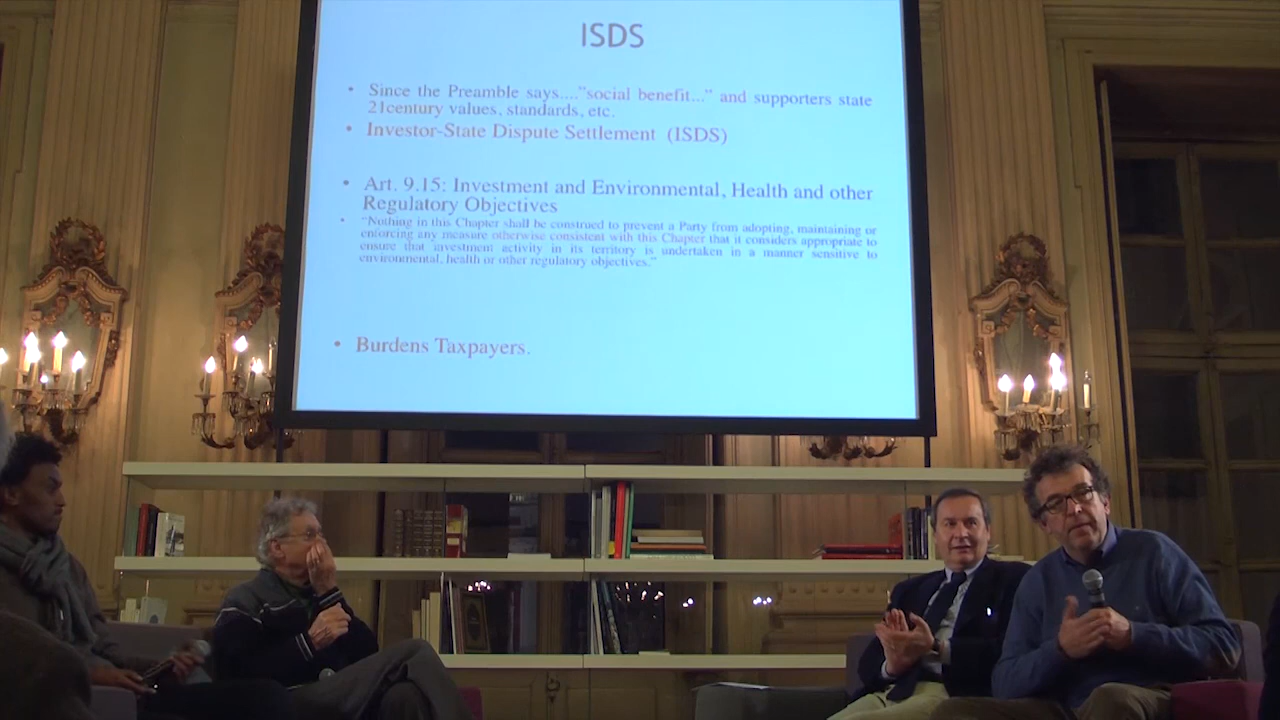 ISDS
• Since the Preamble says...."social benefit..." and supporters state
21century values, standards, etc.
• Investor-State Dispute Settlement (ISDS)
• Art. 9.15: Investment and Environmental, Health and other
Regulatory Objectives
• "Nothing in this Chapter shall be construed to prevent a Party from adopting, maintaining or
enforcing any measure otherwise consistent with this Chapter that it considers appropriate to
ensure that investment activity in its territory is undertaken in a manner sensitive to
environmental, health or other regulatory objectives."
• Burdens Taxpayers.